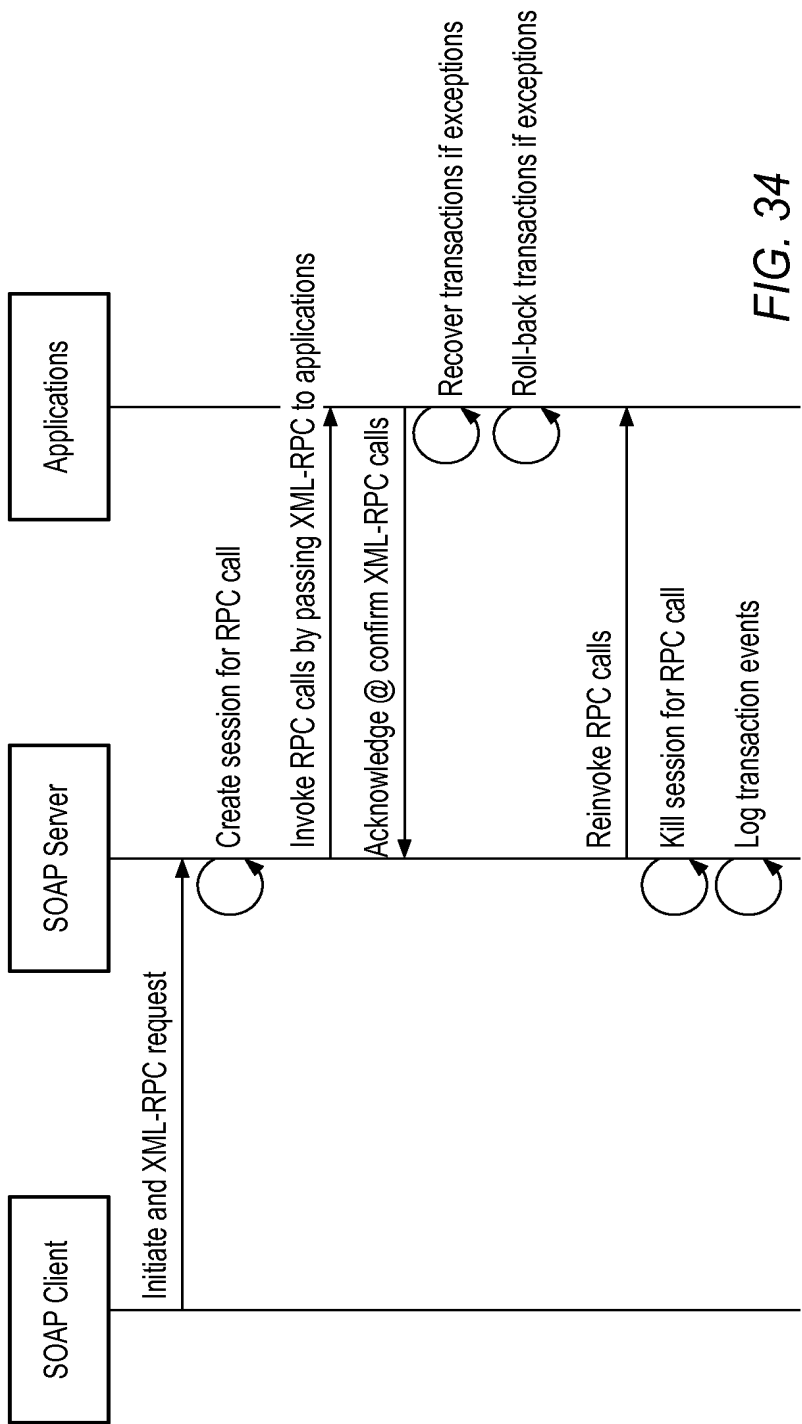 SOAP Client
SOAP Server
Applications
Initiate and XML-RPC request
Create session for RPC call
Invoke RPC calls by passing XML-RPC to applications
Acknowledge @ confirm XML-RPC calls
Recover transactions if exceptions
Roll-back transactions if exceptions
Reinvoke RPC calls
Kill session for RPC call
Log transaction events
FIG. 34